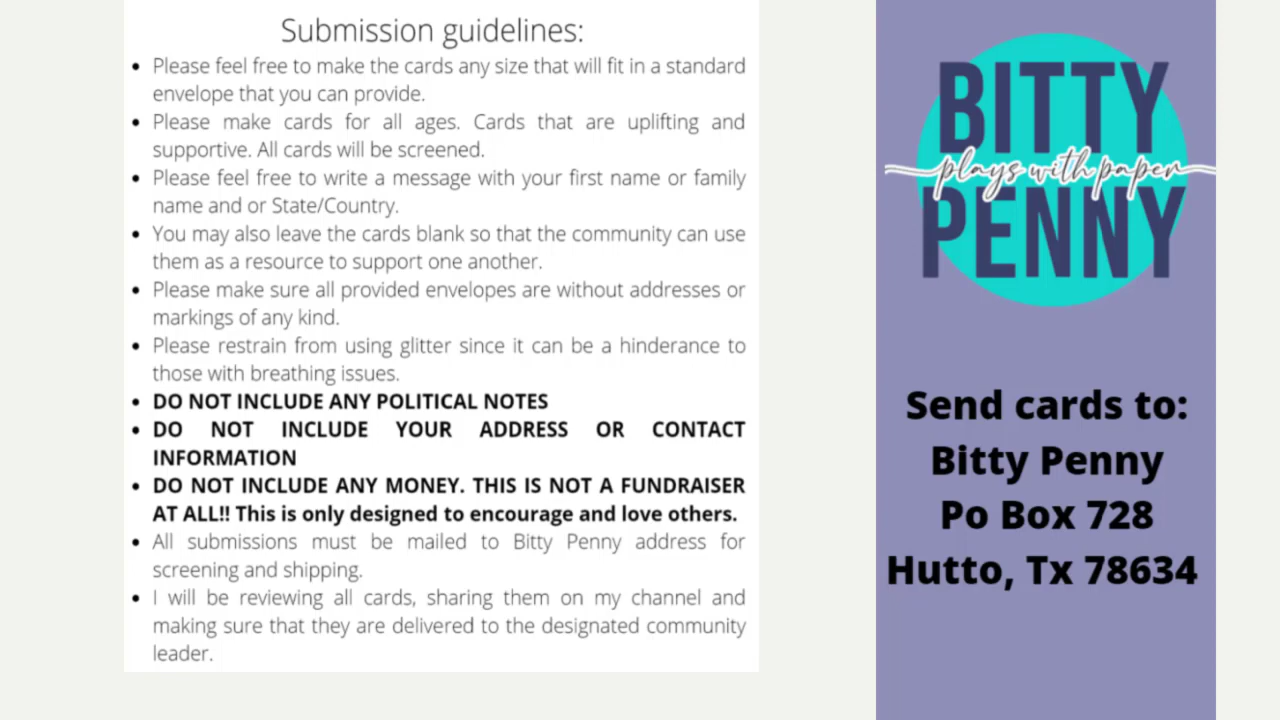 Submission guidelines:
• Please feel free to make the cards any size that will fit in a standard
envelope that you can provide.
• Please make cards for all ages. Cards that are uplifting and
supportive. All cards will be screened.
• Please feel free to write a message with your first name or family
name and or State/Country.
• You may also leave the cards blank so that the community can use
them as a resource to support one another.
• Please make sure all provided envelopes are without addresses or
markings of any kind.
• Please restrain from using glitter since it can be a hinderance to
those with breathing issues.
• DO NOT INCLUDE ANY POLITICAL NOTES
• DO NOT INCLUDE YOUR ADDRESS OR CONTACT
INFORMATION
• DO NOT INCLUDE ANY MONEY. THIS IS NOT A FUNDRAISER
AT ALL!! This is only designed to encourage and love others.
• All submissions must be mailed to Bitty Penny address for
screening and shipping.
• I will be reviewing all cards, sharing them on my channel and
making sure that they are delivered to the designated community
leader.
BITTY
plays with paper
PENNY
Send cards to:
Bitty Penny
Po Box 728
Hutto, Tx 78634